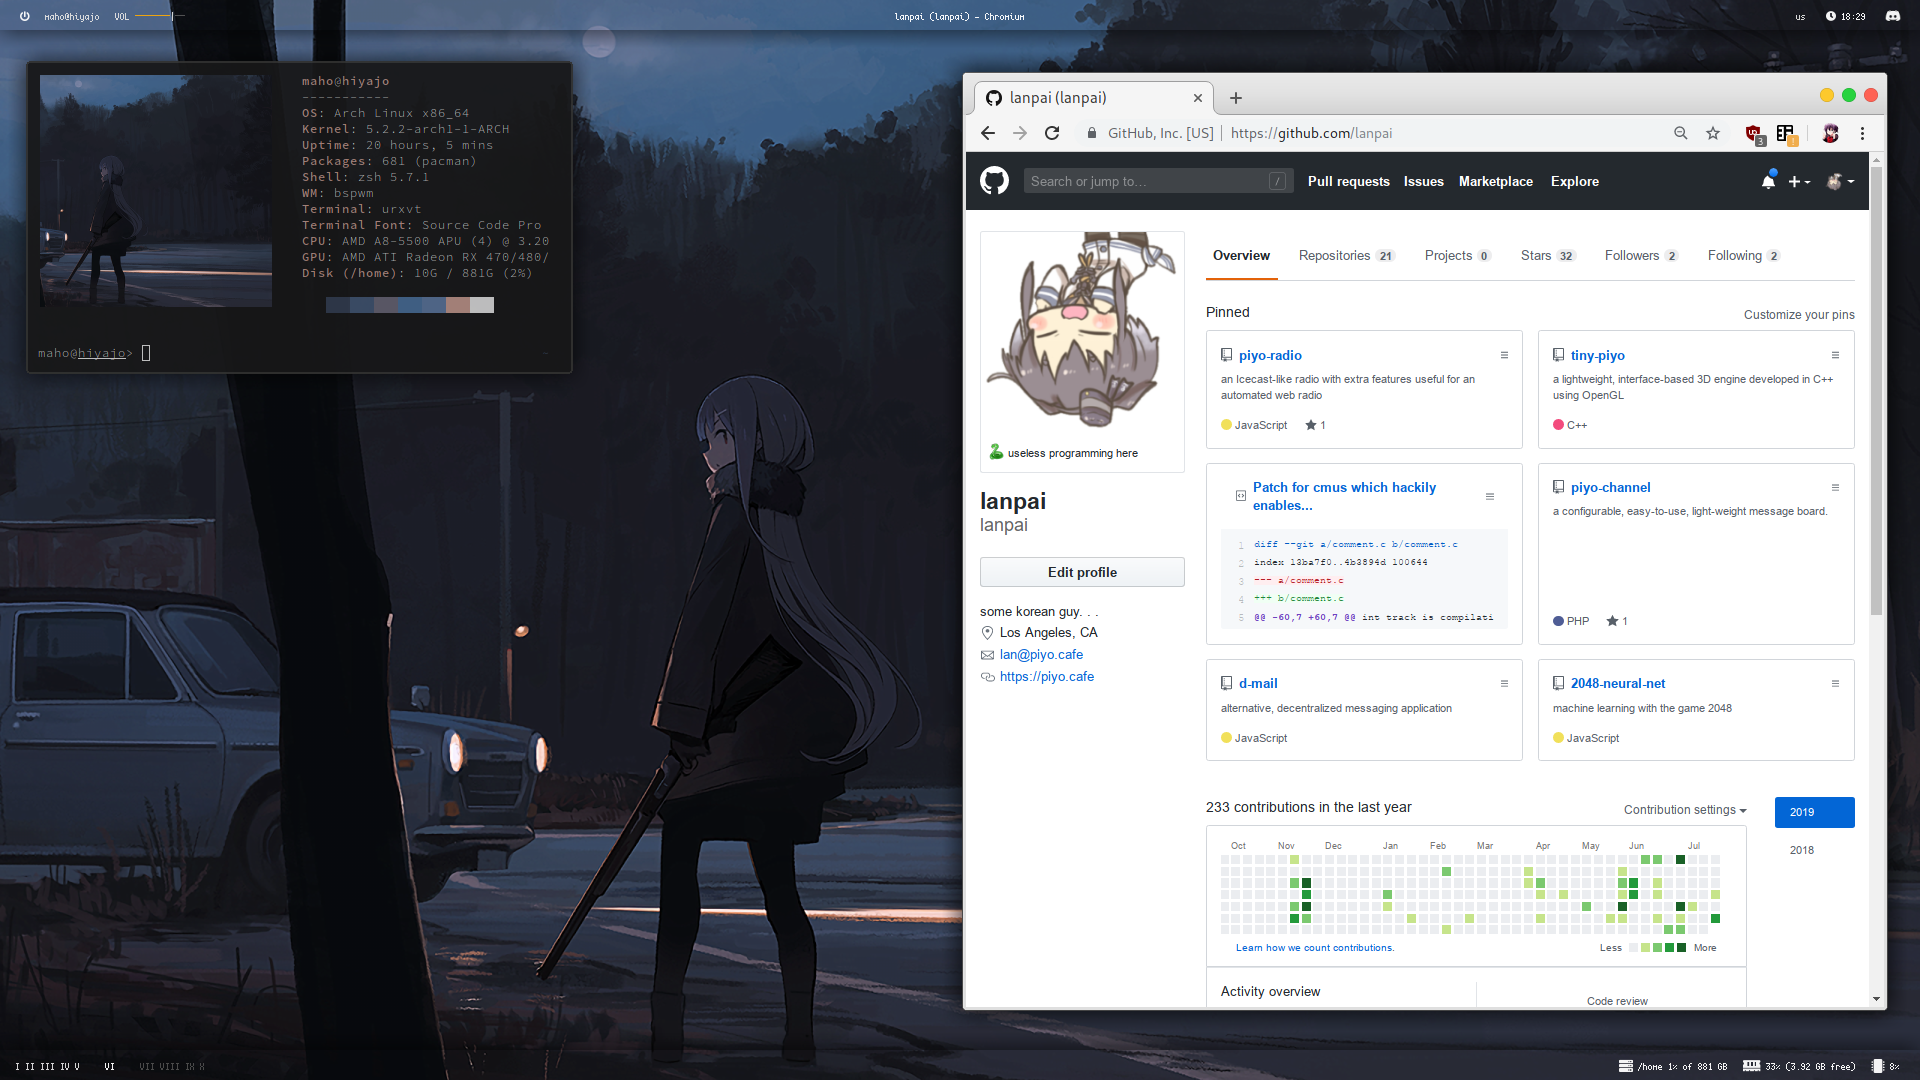 maho@hiyajo VOL
lanpai (lanpai) - Chromium
us 18:29
maho@hiyajo
-----------
OS: Arch Linux x86_64
Kernel: 5.2.2-arch1-1-ARCH
Uptime: 20 hours, 5 mins
Packages: 681 (pacman)
Shell: zsh 5.7.1
WM: bspwm
Terminal: urxvt
Terminal Font: Source Code Pro
CPU: AMD A8-5500 APU (4) @ 3.20
GPU: AMD ATI Radeon RX 470/480/
Disk (/home): 10G / 881G (2%)
maho@hiyajo> ~
lanpai (lanpai)
GitHub, Inc. [US] | https://github.com/lanpai
3
Search or jump to… /
Pull requests Issues Marketplace Explore
useless programming here
lanpai
lanpai
Edit profile
some korean guy. . .
Los Angeles, CA
lan@piyo.cafe
https://piyo.cafe
Overview Repositories 21 Projects 0 Stars 32 Followers 2 Following 2
Pinned
Customize your pins
piyo-radio
an Icecast-like radio with extra features useful for an
automated web radio
JavaScript 1
tiny-piyo
a lightweight, interface-based 3D engine developed in C++
using OpenGL
C++
Patch for cmus which hackily
enables...
1 diff --git a/comment.c b/comment.c
2 index 13ba7f0..4b3894d 100644
3 --- a/comment.c
4 +++ b/comment.c
5 @@ -60,7 +60,7 @@ int track_is_compilati
piyo-channel
a configurable, easy-to-use, light-weight message board.
PHP 1
d-mail
alternative, decentralized messaging application
JavaScript
2048-neural-net
machine learning with the game 2048
JavaScript
233 contributions in the last year
Contribution settings
2019
2018
Oct Nov Dec Jan Feb Mar Apr May Jun Jul
Learn how we count contributions.
Less More
Activity overview
Code review
I II III IV V VI VII VIII IX X
/home 1% of 881 GB 33% (3.92 GB free) 8%